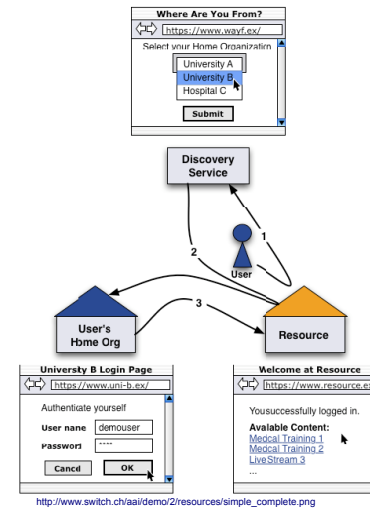 Where Are You From?
https://www.wayf.ex/
Select your Home Organizatin
University A
University B
Hospital C
Submit
Discovery
Service
1
2
User
3
User's
Home Org
Resource
University B Login Page
https://www.uni-b.ex/
Authenticate yourself
User name demouser
Password ----
Cancel OK
Welcome at Resource
https://www.resource.ex
Yousuccessfully logged in.
Avalable Content:
Medcal Training 1
Medcal Training 2
LiveStream 3
...
http://www.switch.ch/aai/demo/2/resources/simple_complete.png